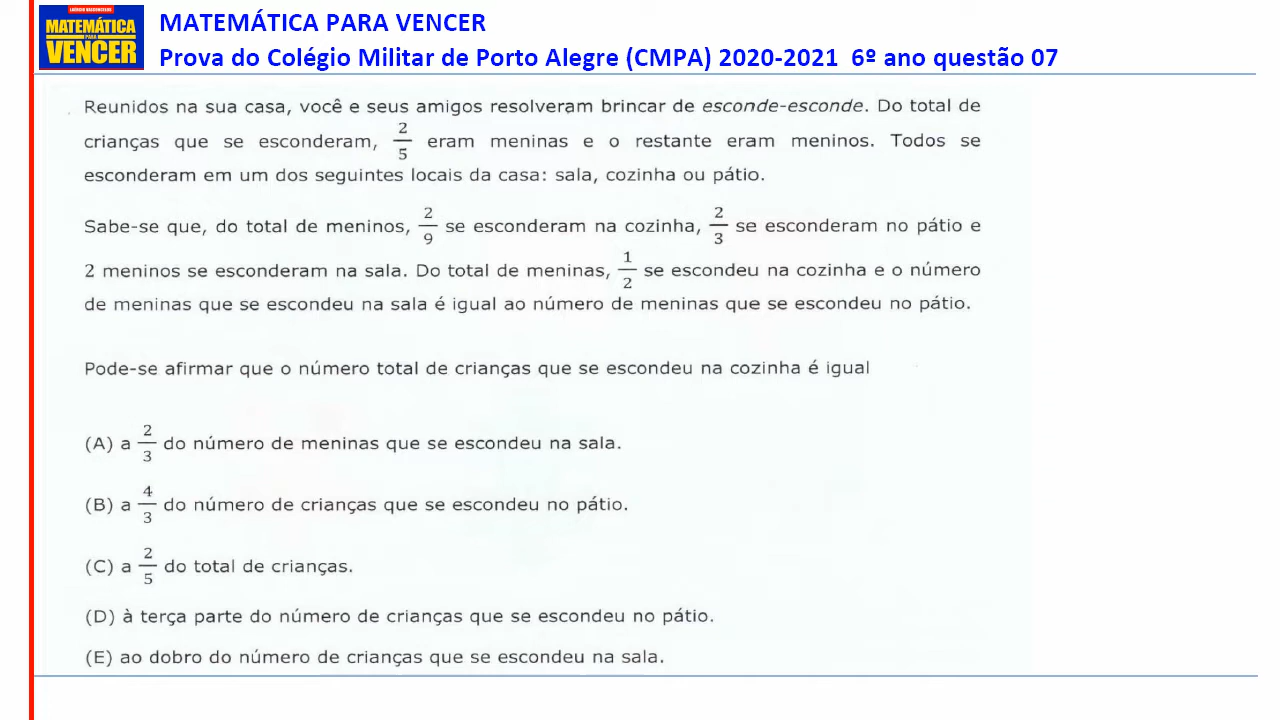 LAÉRCIO VASCONCELOS
MATEMÁTICA
PARA
VENCER
MATEMÁTICA PARA VENCER
Prova do Colégio Militar de Porto Alegre (CMPA) 2020-2021 6º ano questão 07
Reunidos na sua casa, você e seus amigos resolveram brincar de esconde-esconde. Do total de
crianças que se esconderam, 2/5 eram meninas e o restante eram meninos. Todos se
esconderam em um dos seguintes locais da casa: sala, cozinha ou pátio.
Sabe-se que, do total de meninos, 2/9 se esconderam na cozinha, 2/3 se esconderam no pátio e
2 meninos se esconderam na sala. Do total de meninas, 1/2 se escondeu na cozinha e o número
de meninas que se escondeu na sala é igual ao número de meninas que se escondeu no pátio.
Pode-se afirmar que o número total de crianças que se escondeu na cozinha é igual
(A) a 2/3 do número de meninas que se escondeu na sala.
(B) a 4/3 do número de crianças que se escondeu no pátio.
(C) a 2/5 do total de crianças.
(D) à terça parte do número de crianças que se escondeu no pátio.
(E) ao dobro do número de crianças que se escondeu na sala.